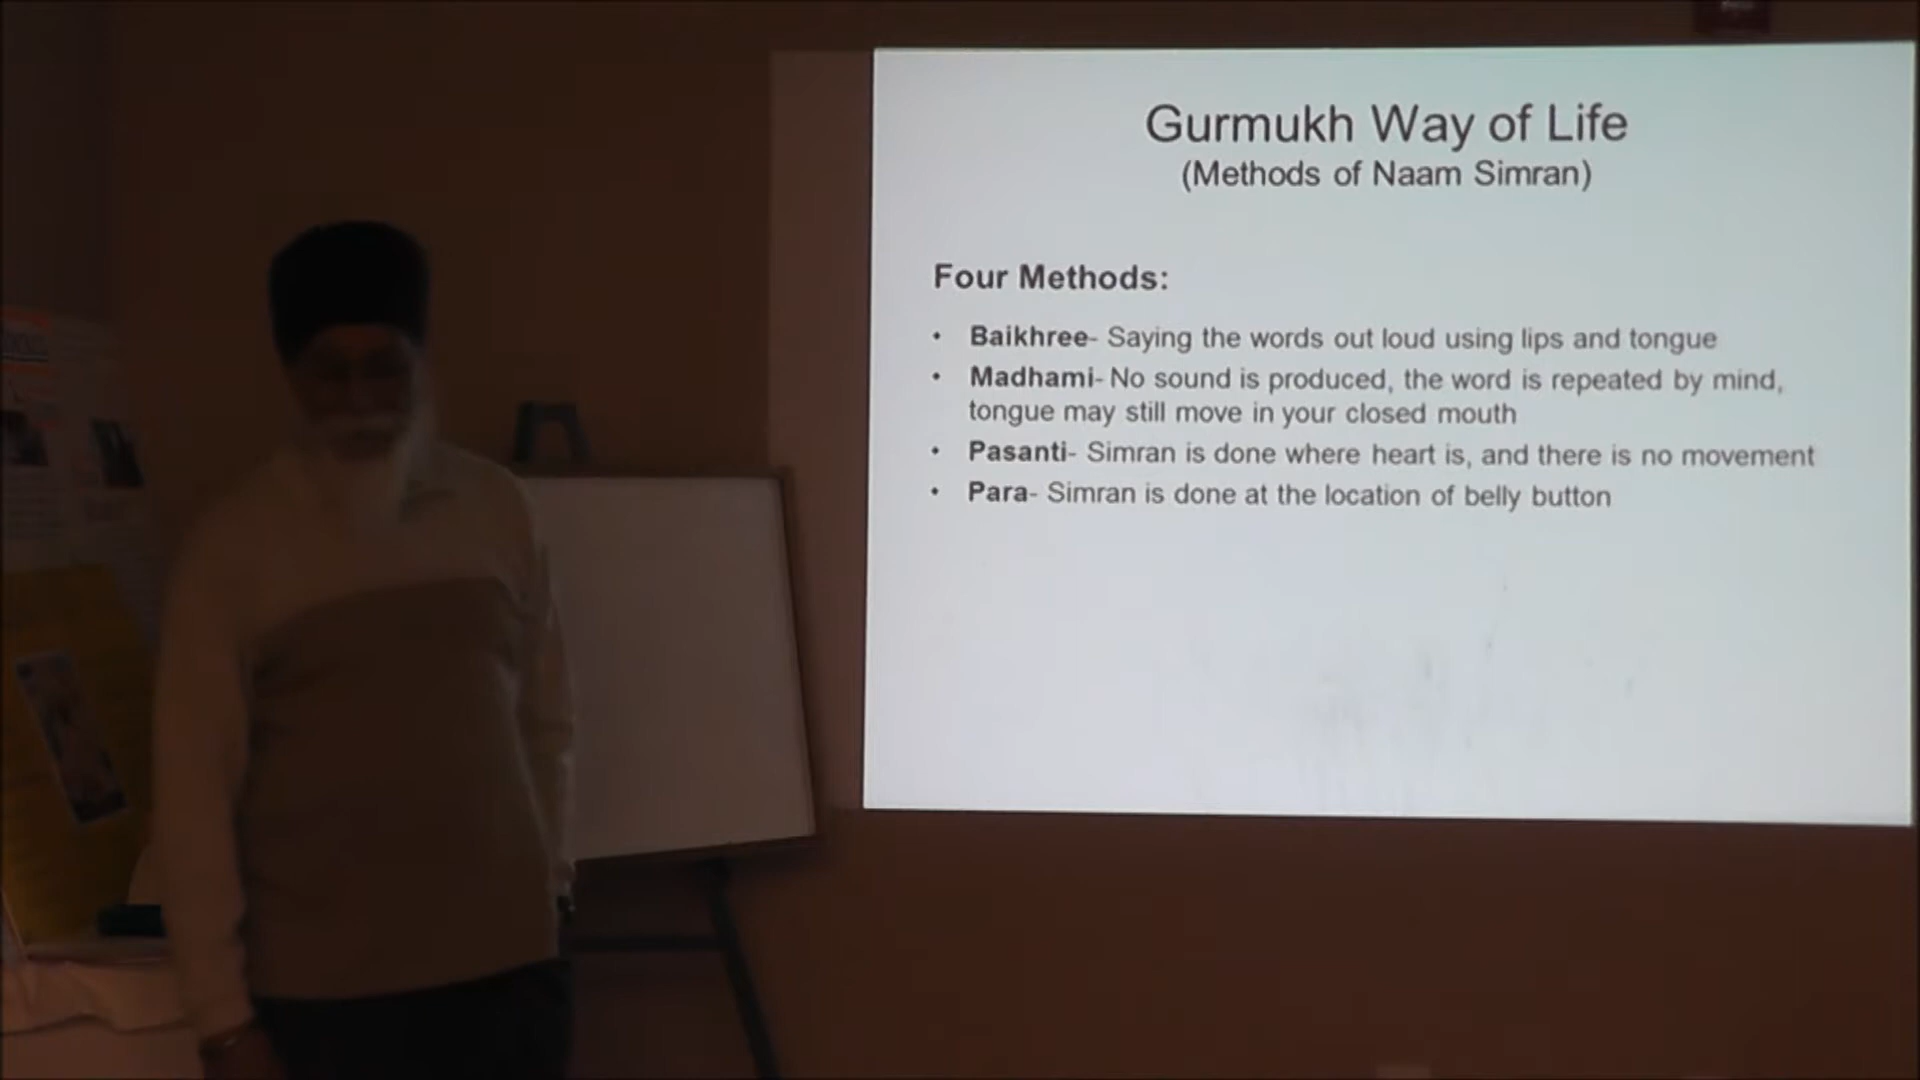 Gurmukh Way of Life
(Methods of Naam Simran)
Four Methods:
• Baikhree- Saying the words out loud using lips and tongue
• Madhami- No sound is produced, the word is repeated by mind,
tongue may still move in your closed mouth
• Pasanti- Simran is done where heart is, and there is no movement
• Para- Simran is done at the location of belly button